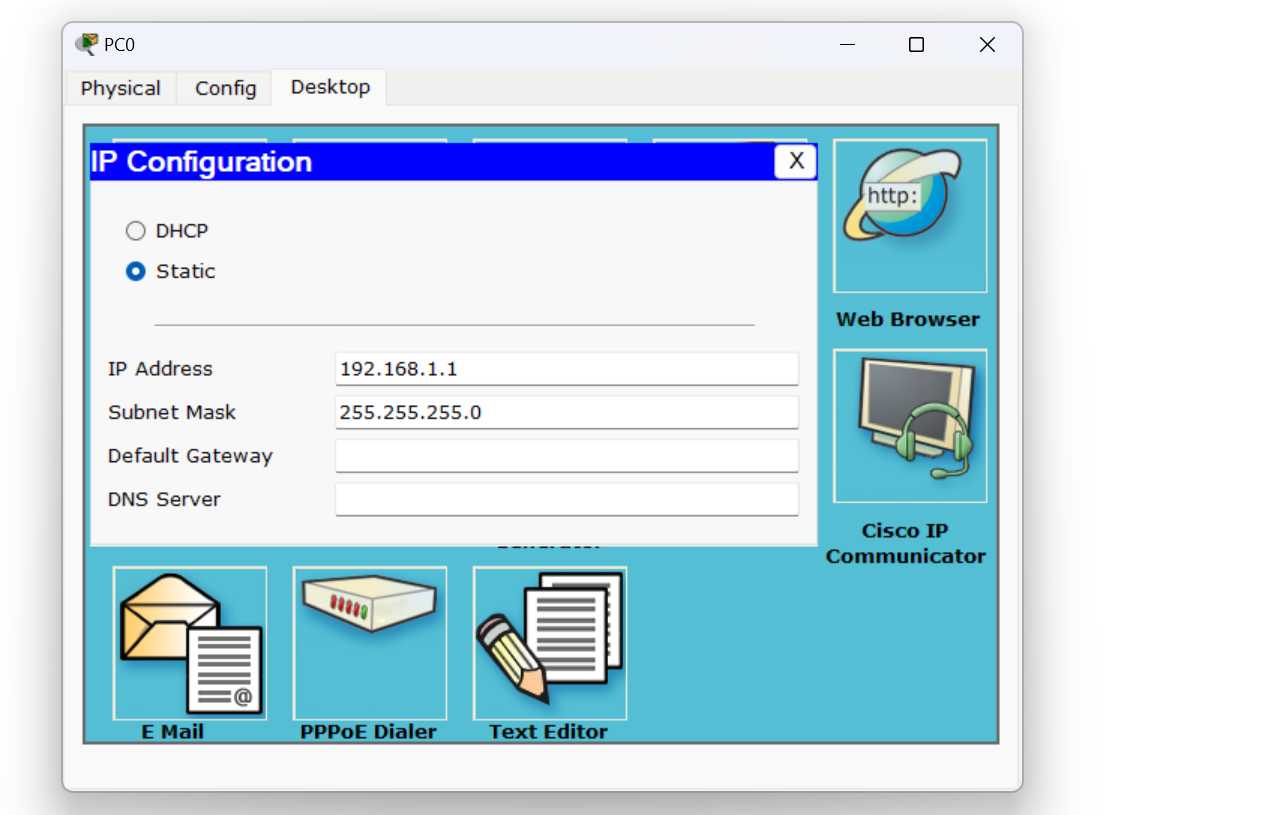 PC0
Physical Config Desktop
IP Configuration X
http:
DHCP
Static
Web Browser
IP Address 192.168.1.1
Subnet Mask 255.255.255.0
Default Gateway
DNS Server
Cisco IP
Communicator
@
E Mail PPPoE Dialer Text Editor